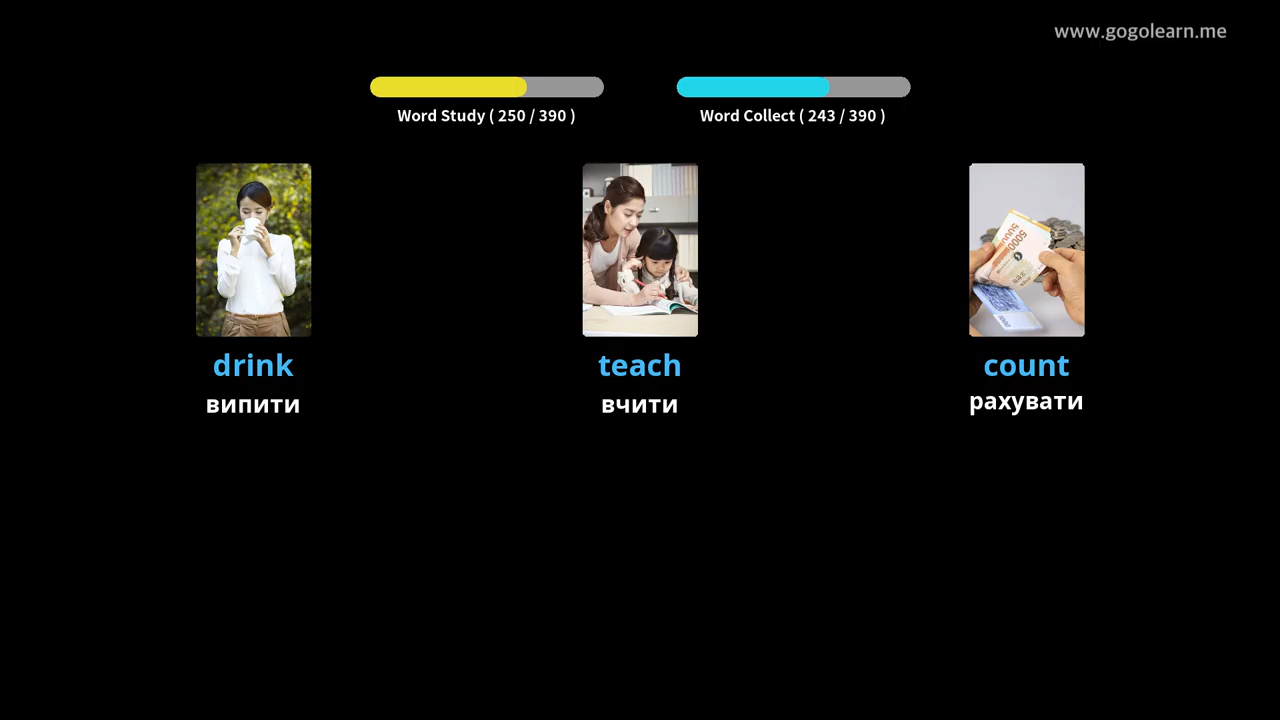 www.gogolearn.me
Word Study ( 250 / 390 )
Word Collect ( 243 / 390 )
drink
випити
teach
вчити
count
рахувати